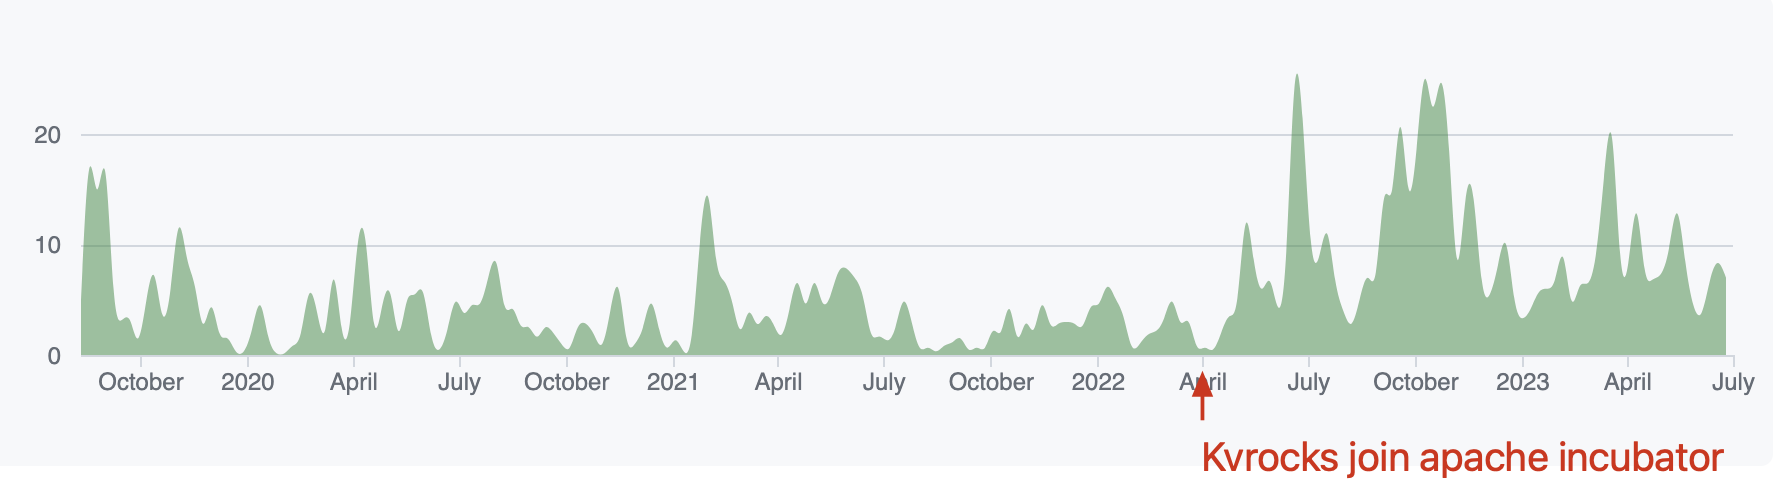 20
10
0
October 2020 April July October 2021 April July October 2022 April July October 2023 April July
Kvrocks join apache incubator